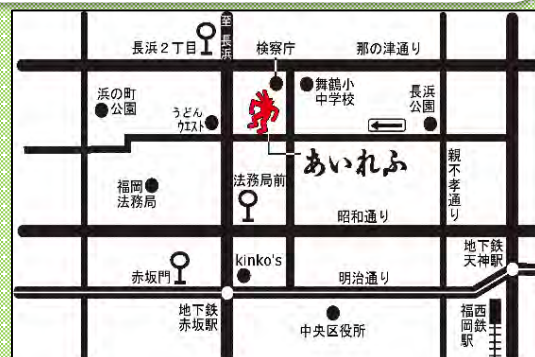 長浜2丁目
至長浜
検察庁
那の津通り
浜の町
公園
うどん
ウエスト
舞鶴小
中学校
長浜
公園
あいれふ
親不孝通り
福岡
法務局
法務局前
昭和通り
地下鉄
天神駅
赤坂門
kinko's
明治通り
地下鉄
赤坂駅
中央区役所
西鉄
福岡駅